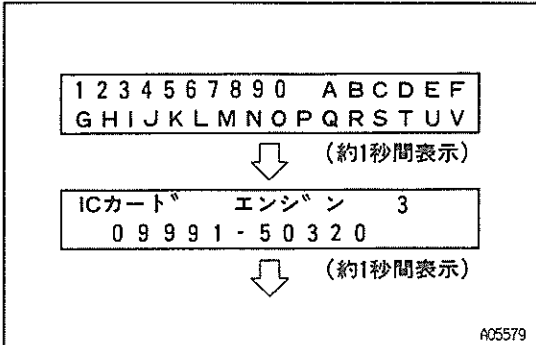 1234567890 ABCDEF
GHIJKLMNOPQRSTUV
(約1秒間表示)
ICカード エンジン 3
09991-50320
(約1秒間表示)
A05579